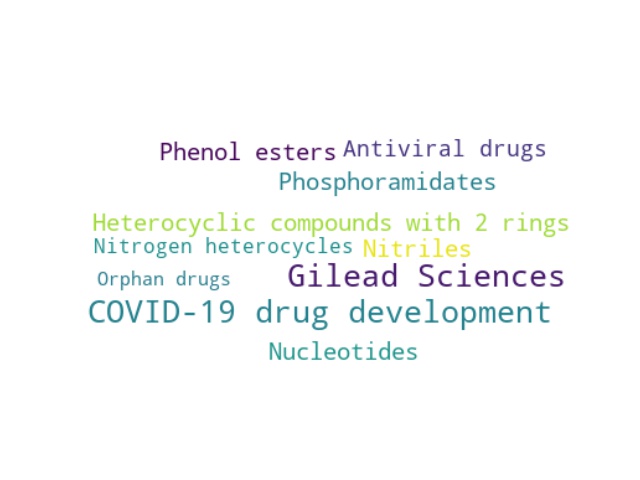 Phenol esters Antiviral drugs
Phosphoramidates
Heterocyclic compounds with 2 rings
Nitrogen heterocycles Nitriles
Orphan drugs Gilead Sciences
COVID-19 drug development
Nucleotides